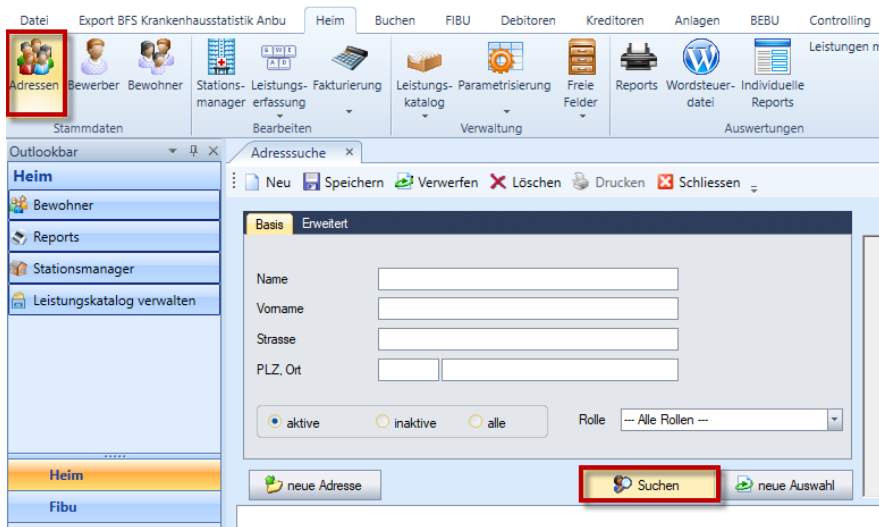 Datei Export BFS Krankenhausstatistik Anbu Heim Buchen FIBU Debitoren Kreditoren Anlagen BEBU Controlling
Adressen Bewerber Bewohner Stations- Leistungs- Fakturierung Leistungs- Parametrisierung Freie Reports Wordsteuer- Individuelle Leistungen
manager erfassung katalog Felder datei Reports
Stammdaten Bearbeiten Verwaltung Auswertungen
Outlookbar Adresssuche
Heim Neu Speichern Verwerfen Löschen Drucken Schliessen
Bewohner
Reports
Stationsmanager
Leistungskatalog verwalten
Basis Erweitert
Name
Vorname
Strasse
PLZ, Ort
aktive inaktive alle Rolle --- Alle Rollen ---
Heim
Fibu
neue Adresse Suchen neue Auswahl